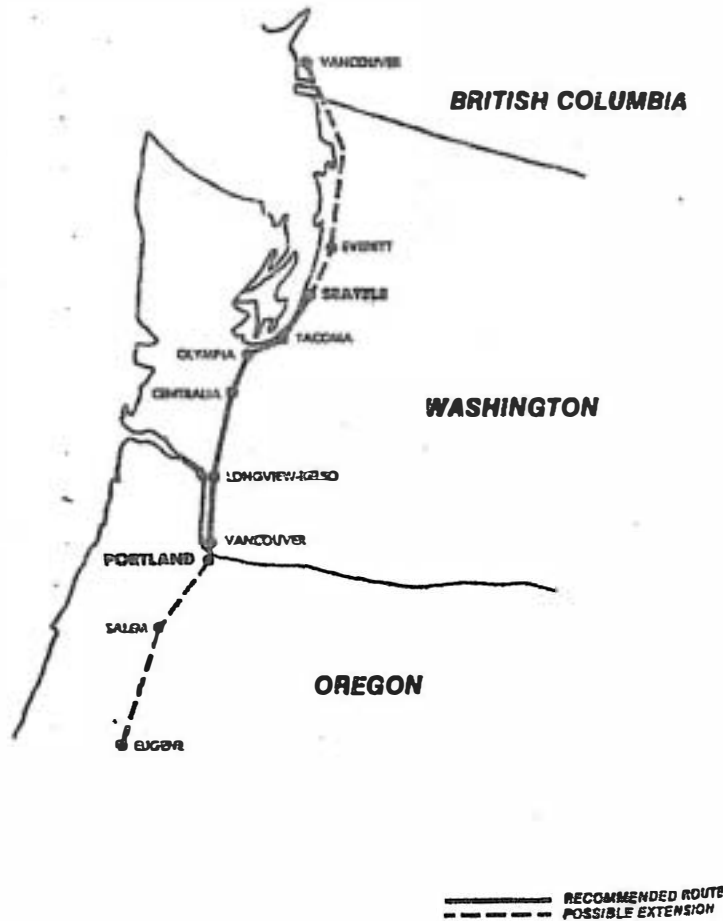 VANCOUVER
BRITISH COLUMBIA
EVERETT
SEATTLE
TACOMA
OLYMPIA
CENTRALIA
WASHINGTON
LONGVIEW-KELSO
VANCOUVER
PORTLAND
SALEM
OREGON
EUGENE
RECOMMENDED ROUTE
POSSIBLE EXTENSION